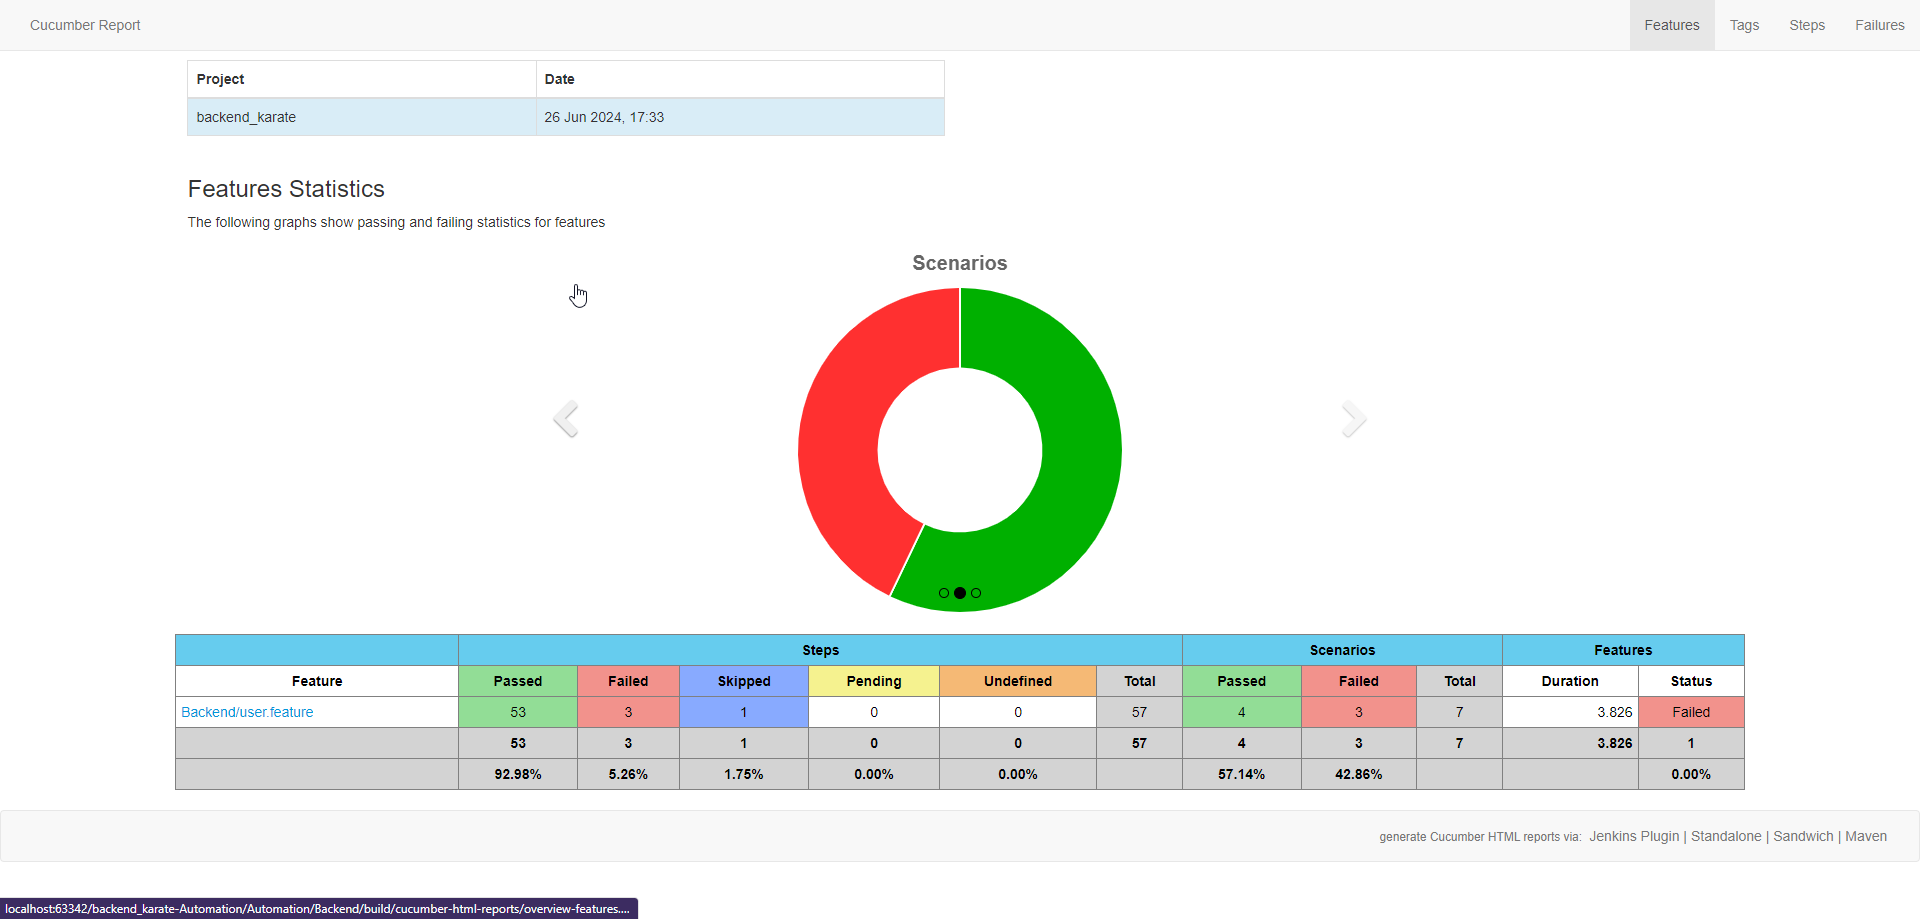 Cucumber Report Features Tags Steps Failures
Project Date
backend_karate 26 Jun 2024, 17:33
Features Statistics
The following graphs show passing and failing statistics for features
Scenarios
Steps Scenarios Features
Feature Passed Failed Skipped Pending Undefined Total Passed Failed Total Duration Status
Backend/user.feature 53 3 1 0 0 57 4 3 7 3.826 Failed
53 3 1 0 0 57 4 3 7 3.826 1
92.98% 5.26% 1.75% 0.00% 0.00% 57.14% 42.86% 0.00%
generate Cucumber HTML reports via: Jenkins Plugin | Standalone | Sandwich | Maven
localhost:63342/backend_karate-Automation/Automation/Backend/build/cucumber-html-reports/overview-features....